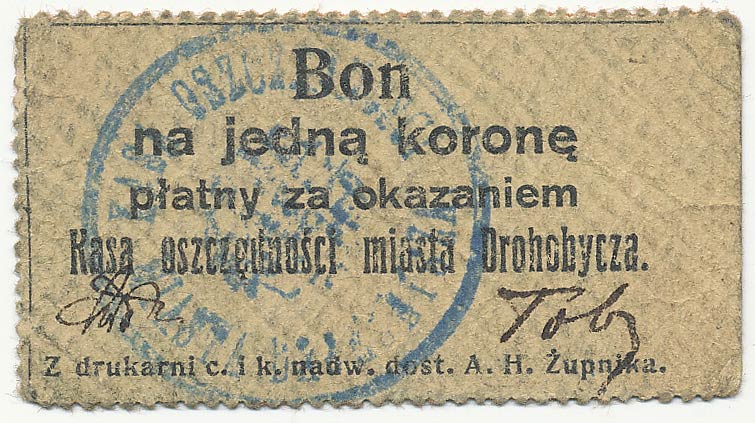 Bon
na jedną koronę
płatny za okazaniem
Kasa oszczędności miasta Drohobycza.
Z drukarni c. i k. nadw. dost. A. H. Żupnika.